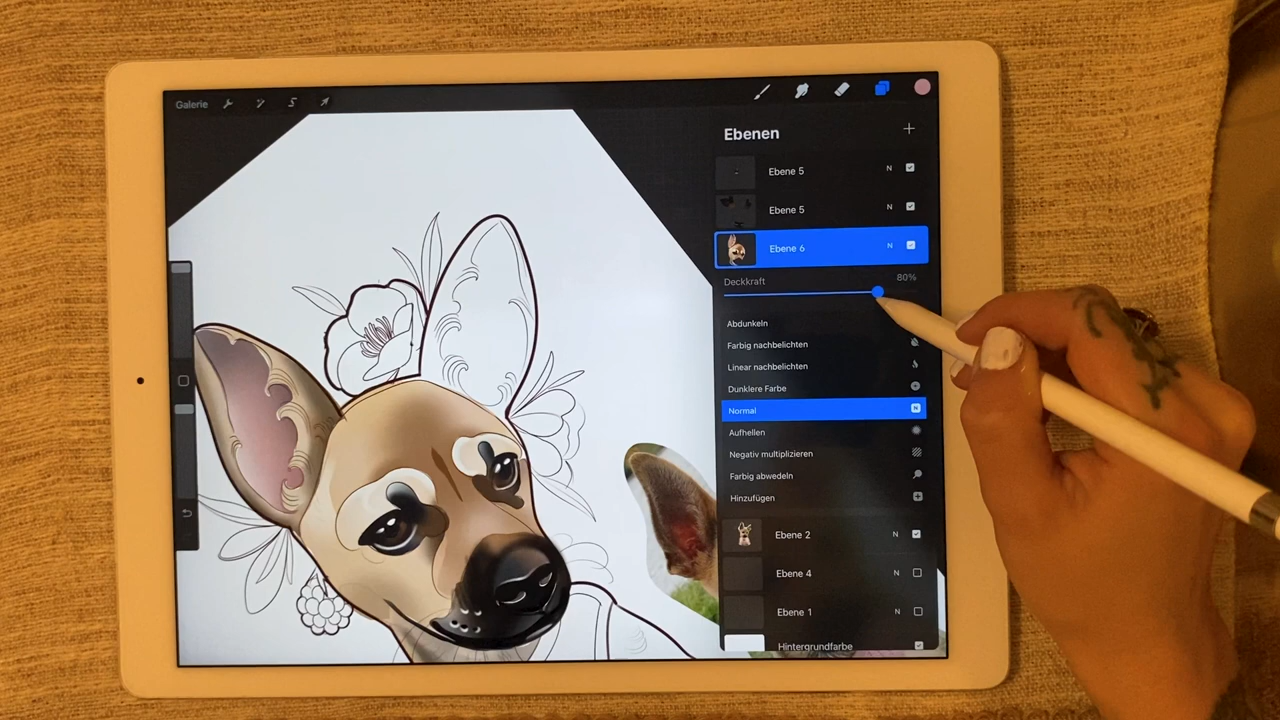 Galerie
Ebenen
Ebene 5
N
Ebene 5
N
Ebene 6
N
Deckkraft
80%
Abdunkeln
Farbig nachbelichten
Linear nachbelichten
Dunklere Farbe
Normal
N
Aufhellen
Negativ multiplizieren
Farbig abwedeln
Hinzufügen
Ebene 2
N
Ebene 4
N
Ebene 1
N
Hintergrundfarbe